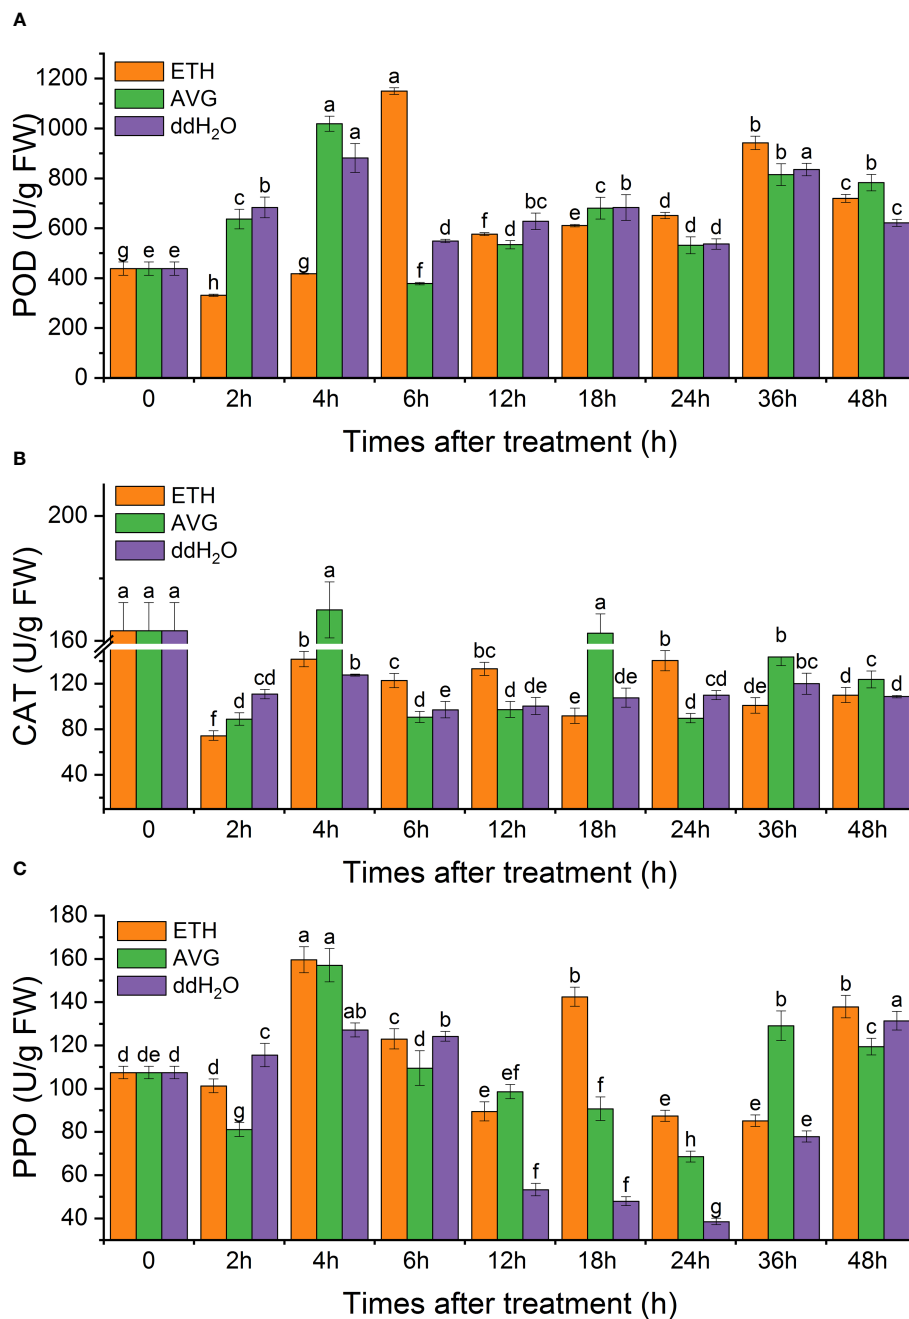 A
ETH
AVG
ddH₂O
POD (U/g FW)
1200
1000
800
600
400
200
0
g e e
h c b
g a a
a f d
f d bc
e c b
d d d
b b a
c b d
0 2h 4h 6h 12h 18h 24h 36h 48h
Times after treatment (h)
B
ETH
AVG
ddH₂O
CAT (U/g FW)
200
160
120
80
40
a a a
f d cd
b a b
c d e
bc d de
e a de
b d cd
de b bc
d c d
0 2h 4h 6h 12h 18h 24h 36h 48h
Times after treatment (h)
C
ETH
AVG
ddH₂O
PPO (U/g FW)
180
160
140
120
100
80
60
40
d de d
d g c
a a ab
c d b
e ef f
b f f
e h g
e b e
b c a
0 2h 4h 6h 12h 18h 24h 36h 48h
Times after treatment (h)